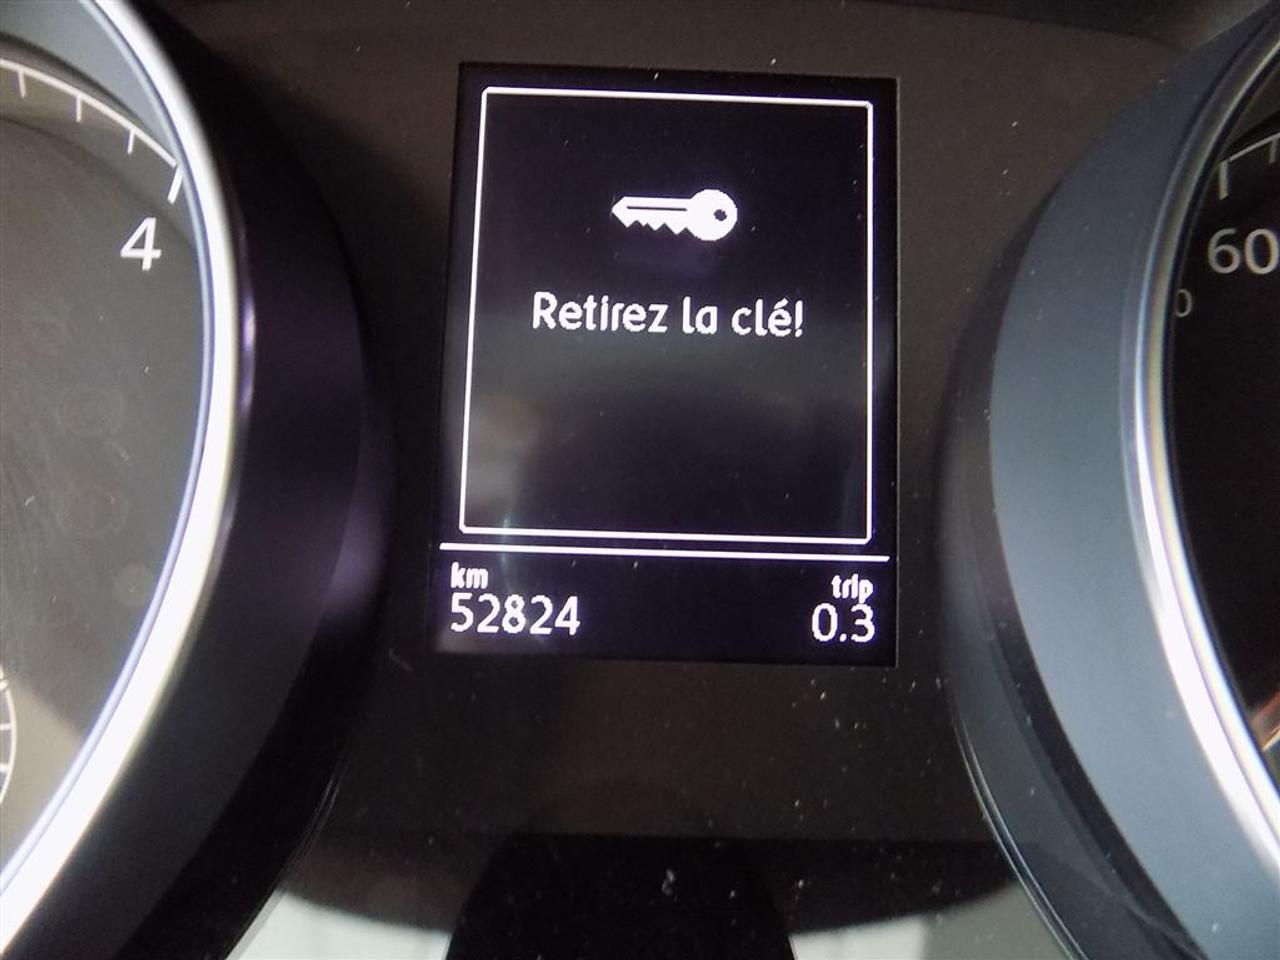 4
60
Retirez la clé!
km
trip
52824
0.3